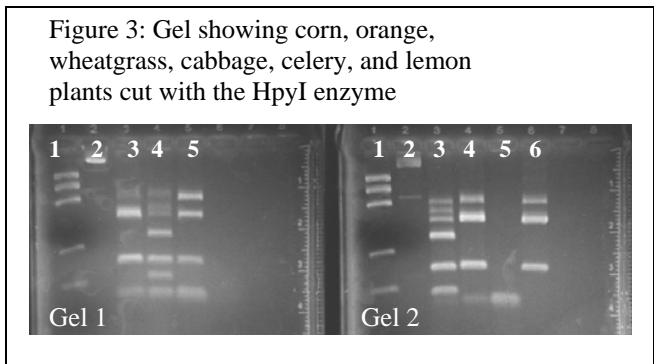 Figure 3: Gel showing corn, orange,
wheatgrass, cabbage, celery, and lemon
plants cut with the HpyI enzyme
1 2 3 4 5
1 2 3 4 5 6
Gel 1
Gel 2